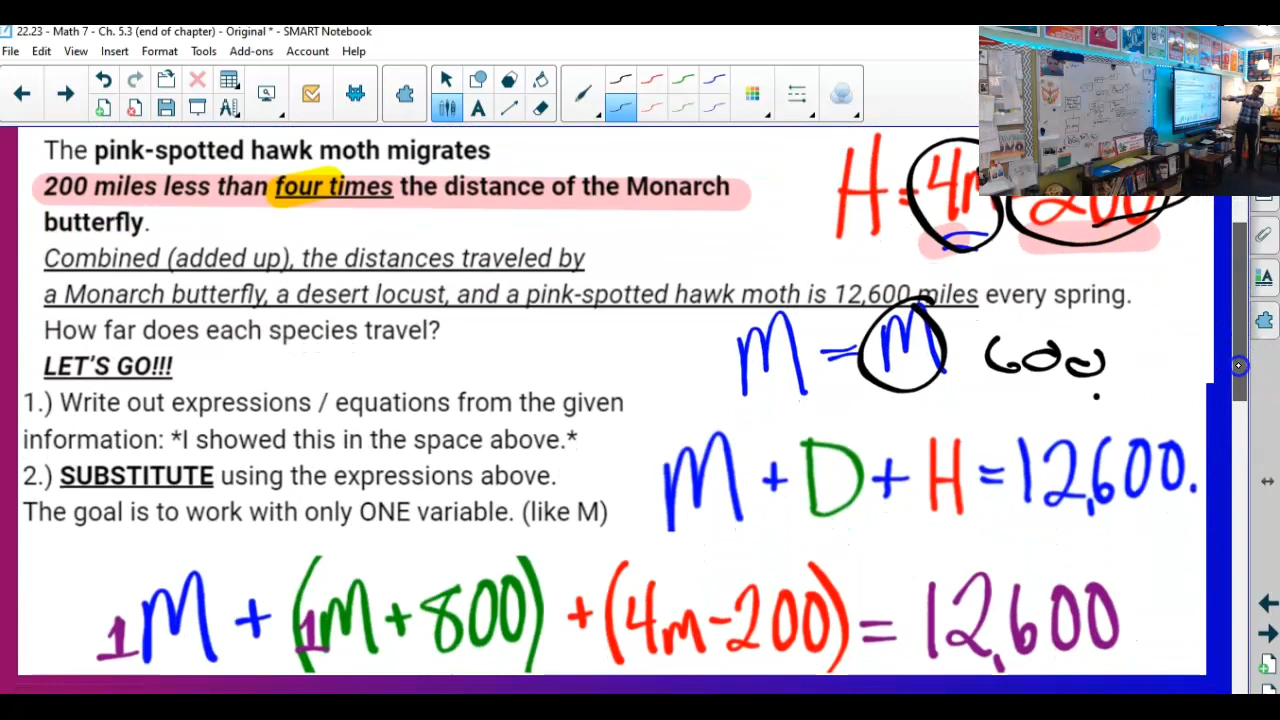 22.23 - Math 7 - Ch. 5.3 (end of chapter) - Original * - SMART Notebook
File Edit View Insert Format Tools Add-ons Account Help
The pink-spotted hawk moth migrates
200 miles less than four times the distance of the Monarch
butterfly.
H = 4m 200
Combined (added up), the distances traveled by
a Monarch butterfly, a desert locust, and a pink-spotted hawk moth is 12,600 miles every spring.
How far does each species travel?
M = M 600
LET'S GO!!!
1.) Write out expressions / equations from the given
information: *I showed this in the space above.*
2.) SUBSTITUTE using the expressions above.
The goal is to work with only ONE variable. (like M)
M + D + H = 12,600.
1M + (1M + 800) + (4m - 200) = 12,600